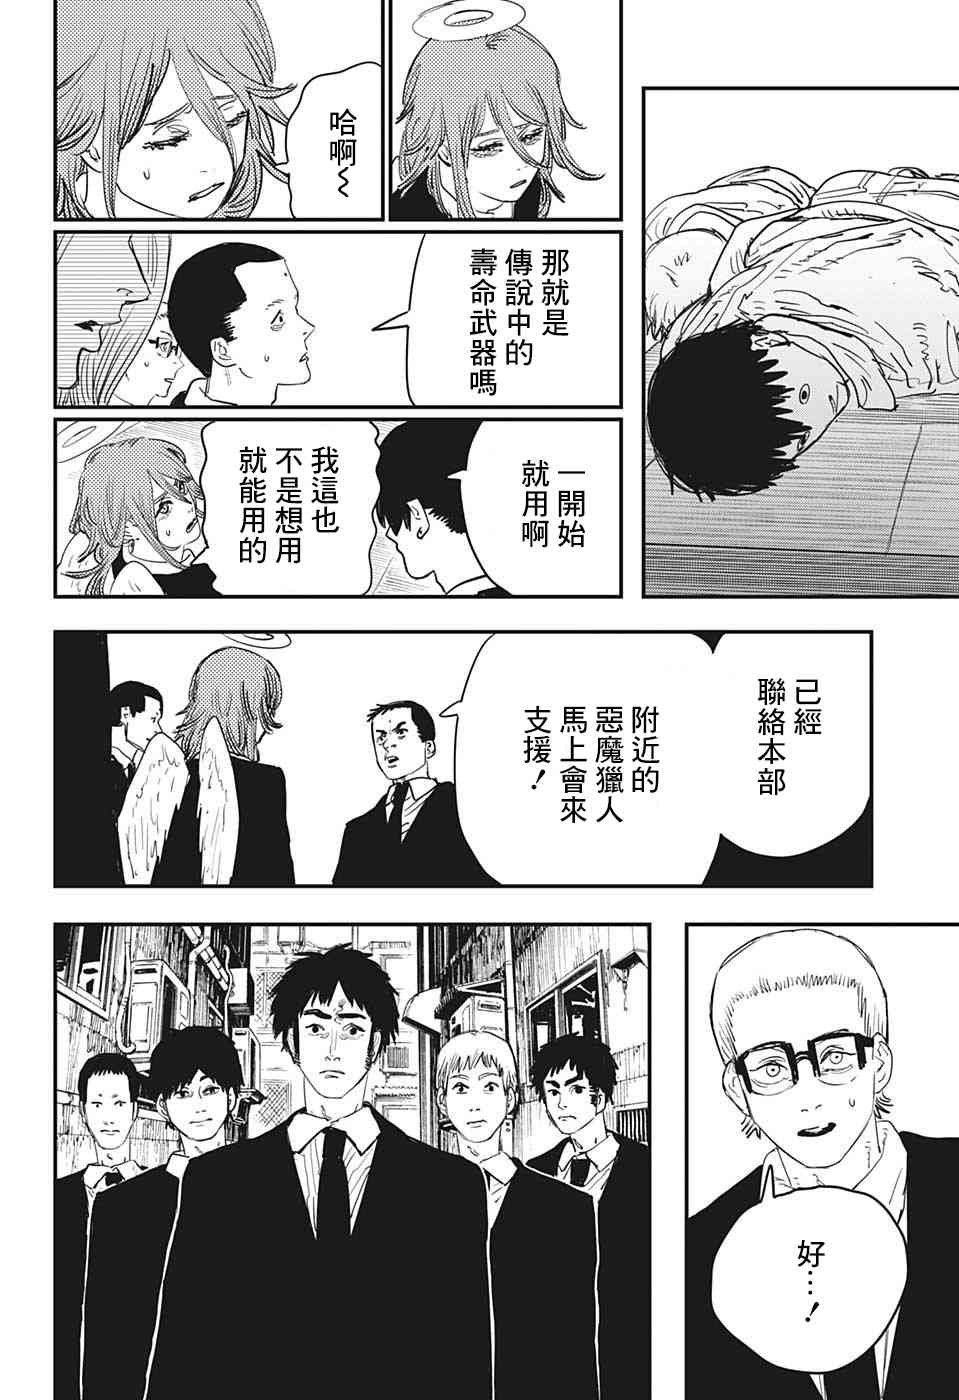 哈啊～
那就是
傳說中的
壽命武器嗎
一開始
就用啊
我這也
不是想用
就能用的
已經
聯絡本部
附近的
惡魔獵人
馬上會來
支援！
好…！